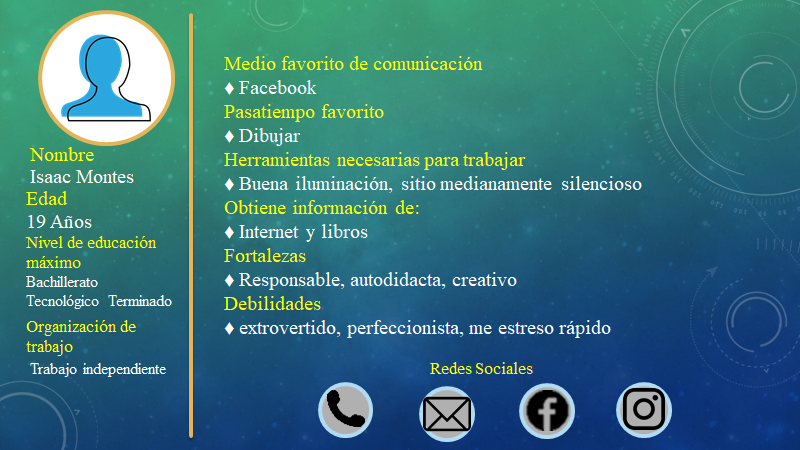 Nombre
Isaac Montes
Edad
19 Años
Nivel de educación
máximo
Bachillerato
Tecnológico Terminado
Organización de
trabajo
Trabajo independiente
Medio favorito de comunicación
♦ Facebook
Pasatiempo favorito
♦ Dibujar
Herramientas necesarias para trabajar
♦ Buena iluminación, sitio medianamente silencioso
Obtiene información de:
♦ Internet y libros
Fortalezas
♦ Responsable, autodidacta, creativo
Debilidades
♦ extrovertido, perfeccionista, me estreso rápido
Redes Sociales